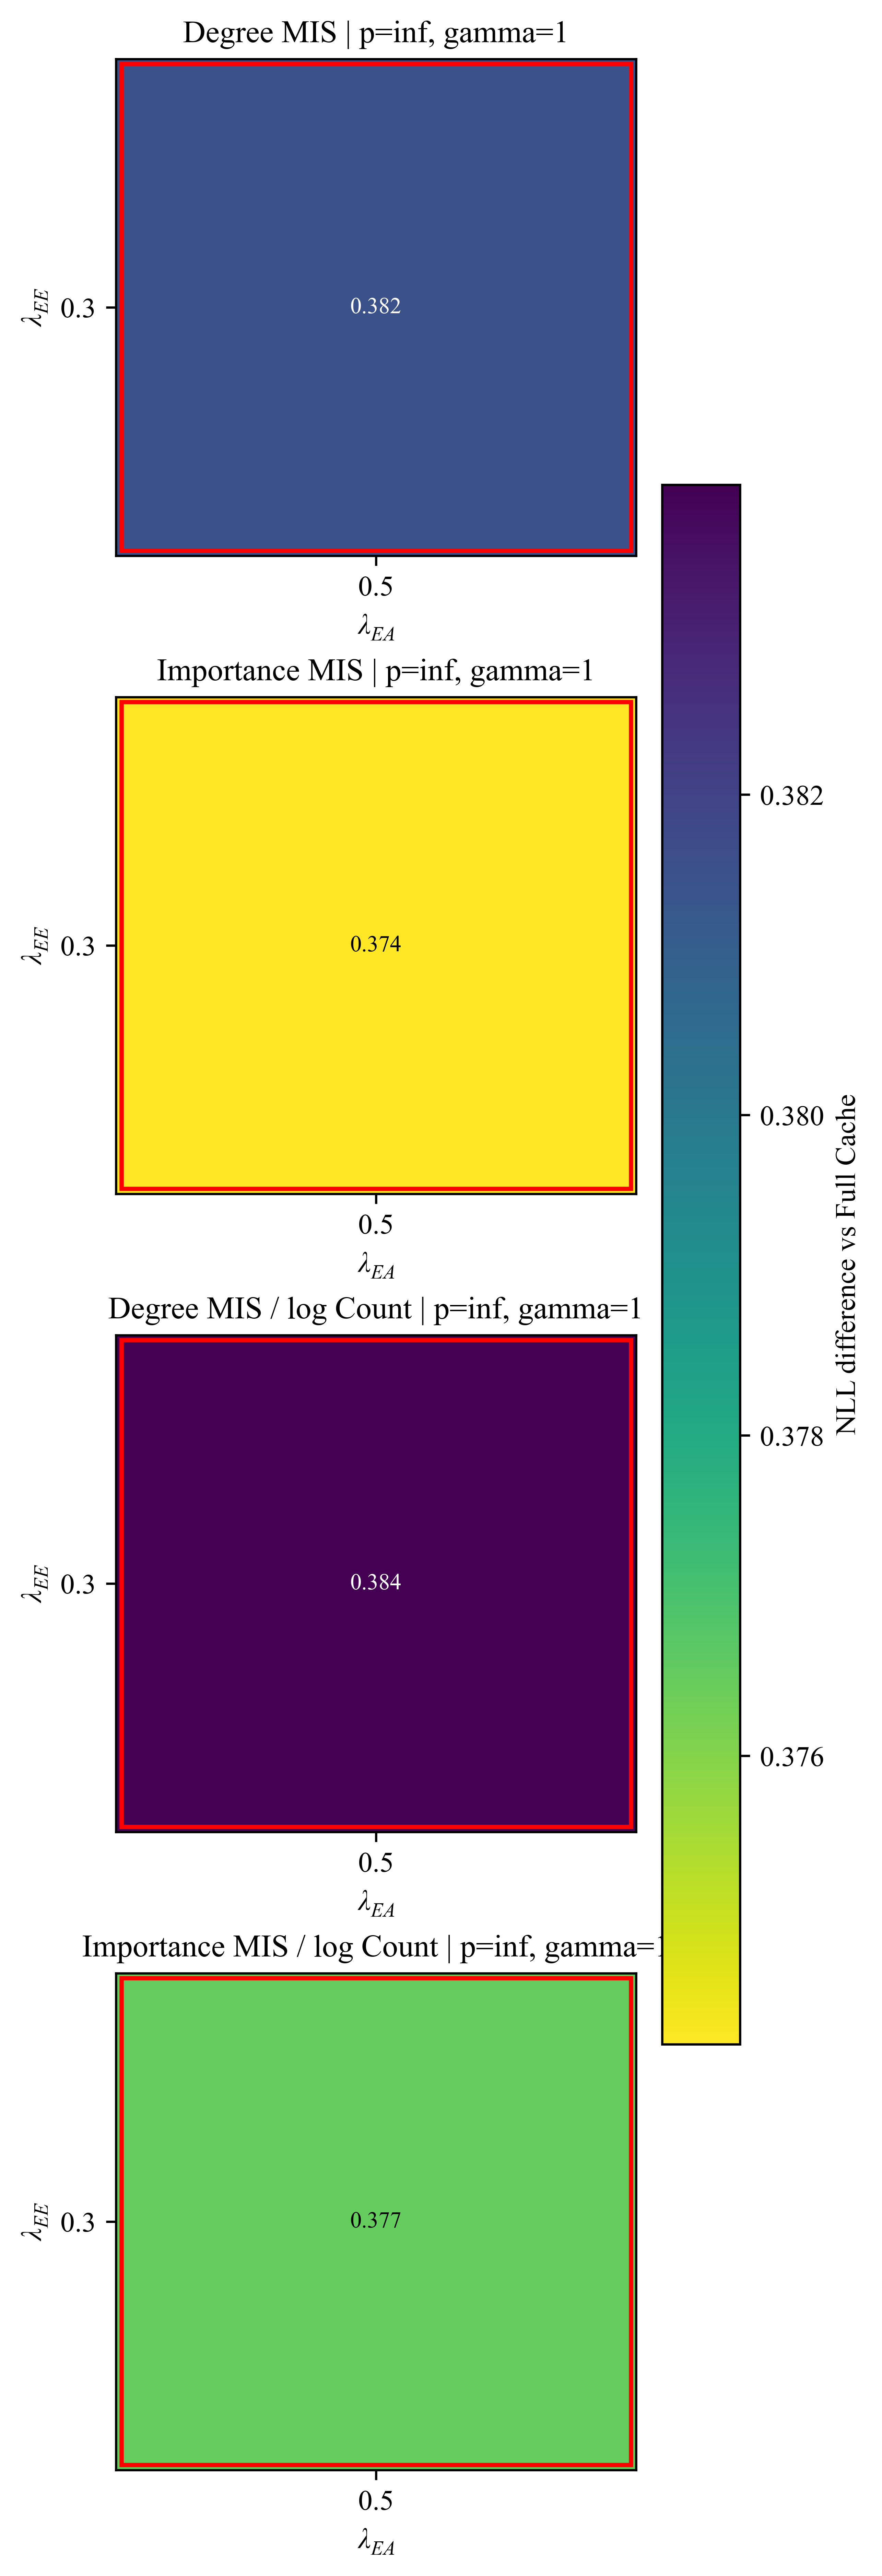 Degree MIS | p=inf, gamma=1
λEE
0.3
0.382
0.5
λEA
Importance MIS | p=inf, gamma=1
λEE
0.3
0.374
0.5
λEA
Degree MIS / log Count | p=inf, gamma=1
λEE
0.3
0.384
0.5
λEA
Importance MIS / log Count | p=inf, gamma=1
λEE
0.3
0.377
0.5
λEA
0.382
0.380
0.378
0.376
NLL difference vs Full Cache